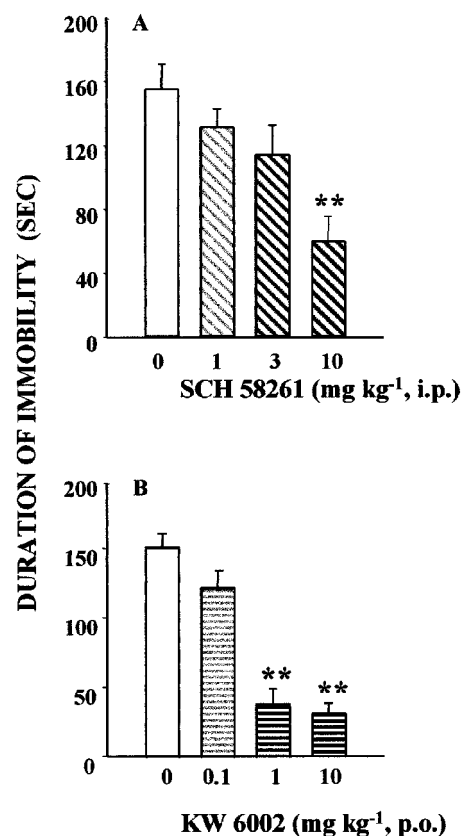 DURATION OF IMMOBILITY (SEC)
A
200
160
120
80
40
0
**
0 1 3 10
SCH 58261 (mg kg⁻¹, i.p.)
B
200
150
100
50
0
** **
0 0.1 1 10
KW 6002 (mg kg⁻¹, p.o.)